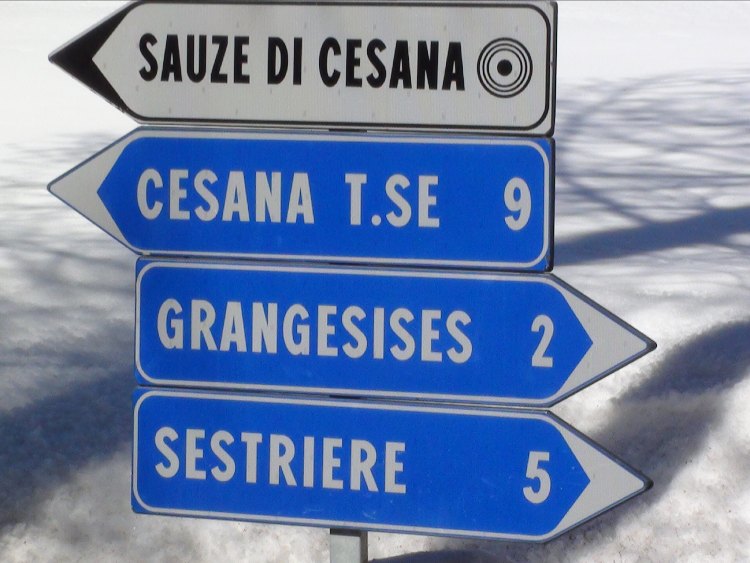 SAUZE DI CESANA
CESANA T.SE 9
GRANGESISES 2
SESTRIERE 5